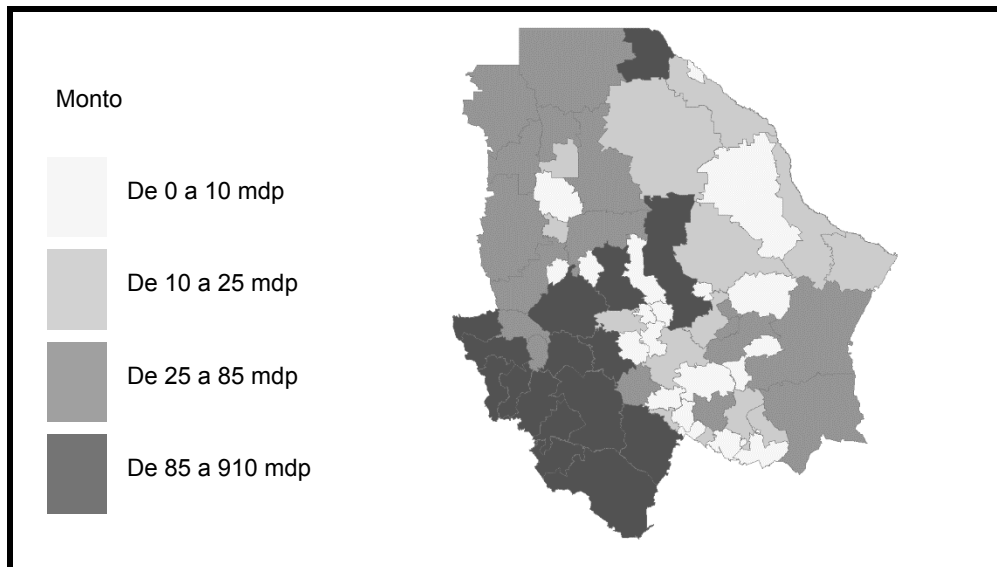 Monto
De 0 a 10 mdp
De 10 a 25 mdp
De 25 a 85 mdp
De 85 a 910 mdp